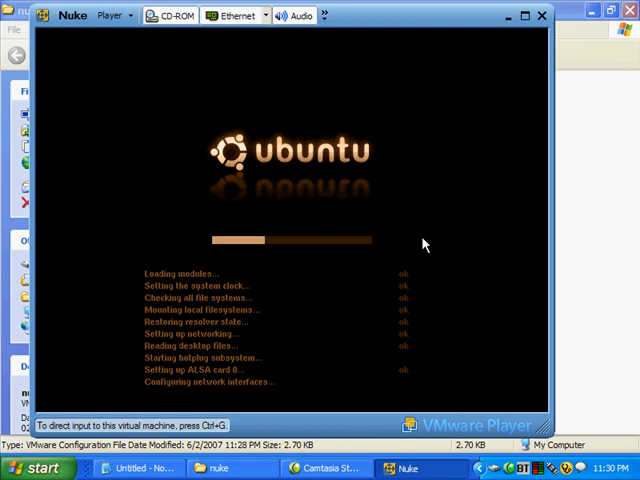 nu
File
Nuke Player CD-ROM Ethernet Audio
ubuntu
Loading modules... ok
Setting the system clock... ok
Checking all file systems... ok
Mounting local filesystems... ok
Restoring resolver state... ok
Setting up networking... ok
Reading desktop files... ok
Starting hotplug subsystem...
Setting up ALSA card 0... ok
Configuring network interfaces...
To direct input to this virtual machine, press Ctrl+G.
VMware Player
Type: VMware Configuration File Date Modified: 6/2/2007 11:28 PM Size: 2.70 KB 2.70 KB My Computer
start Untitled - No... nuke Camtasia St... Nuke BT 11:30 PM